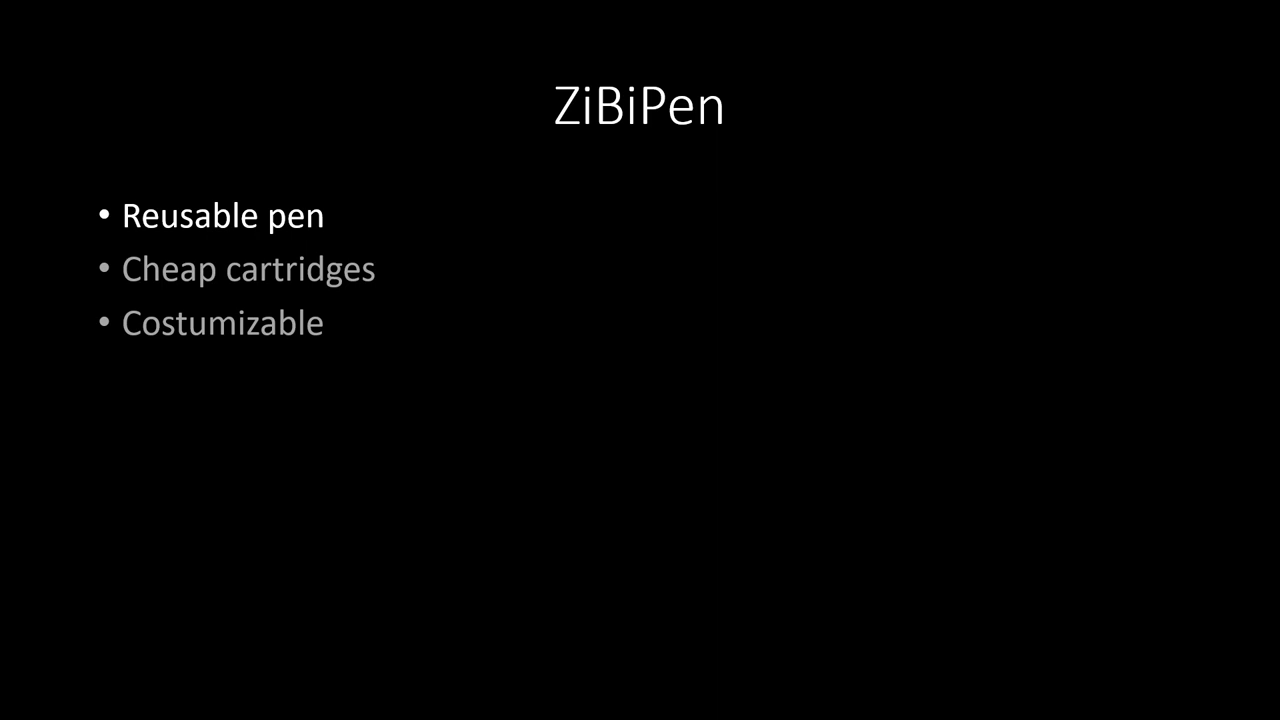 ZiBiPen
• Reusable pen
• Cheap cartridges
• Costumizable